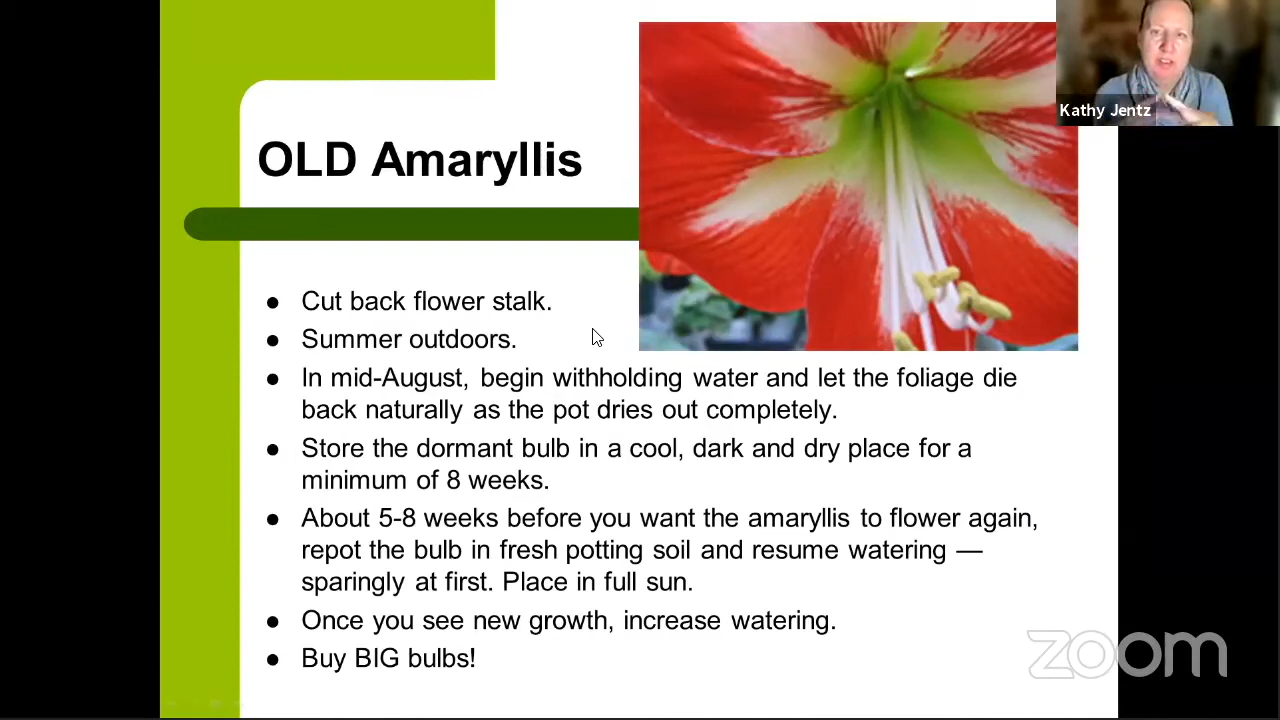 Kathy Jentz
OLD Amaryllis
● Cut back flower stalk.
● Summer outdoors.
● In mid-August, begin withholding water and let the foliage die
back naturally as the pot dries out completely.
● Store the dormant bulb in a cool, dark and dry place for a
minimum of 8 weeks.
● About 5-8 weeks before you want the amaryllis to flower again,
repot the bulb in fresh potting soil and resume watering —
sparingly at first. Place in full sun.
● Once you see new growth, increase watering.
● Buy BIG bulbs!
zoom